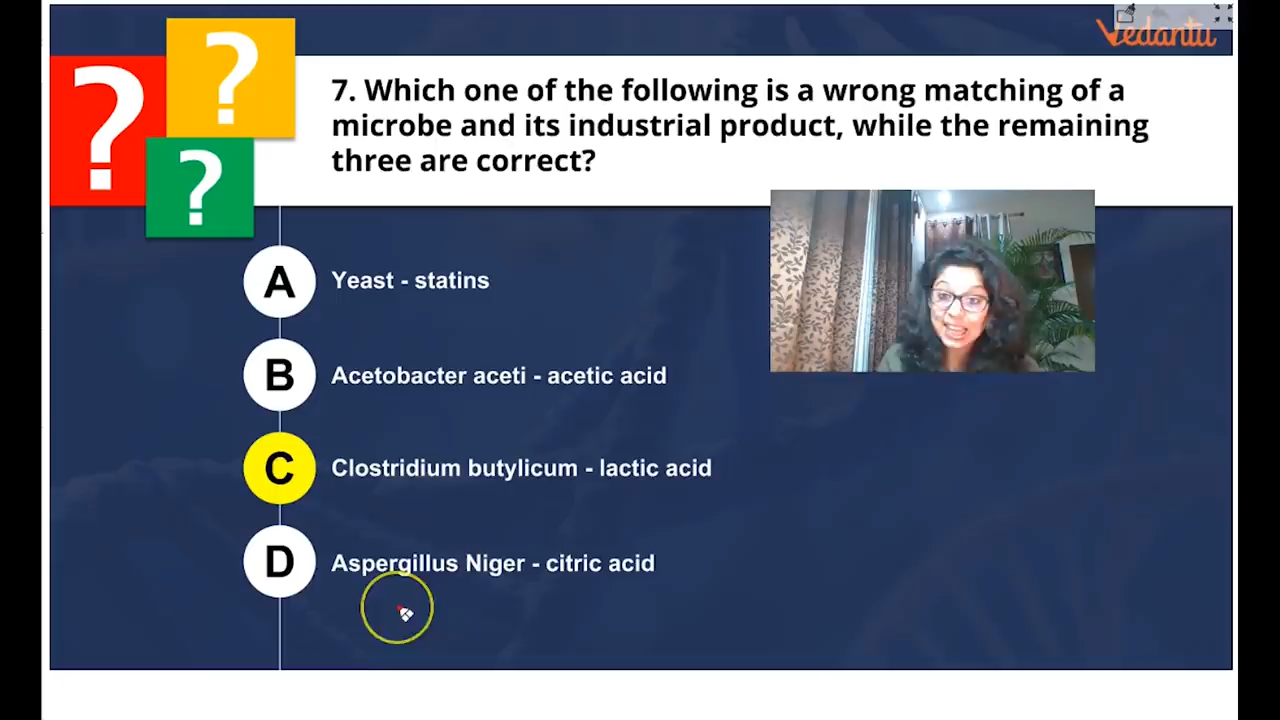 Vedantu
7. Which one of the following is a wrong matching of a
microbe and its industrial product, while the remaining
three are correct?
? ? ?
A Yeast - statins
B Acetobacter aceti - acetic acid
C Clostridium butylicum - lactic acid
D Aspergillus Niger - citric acid